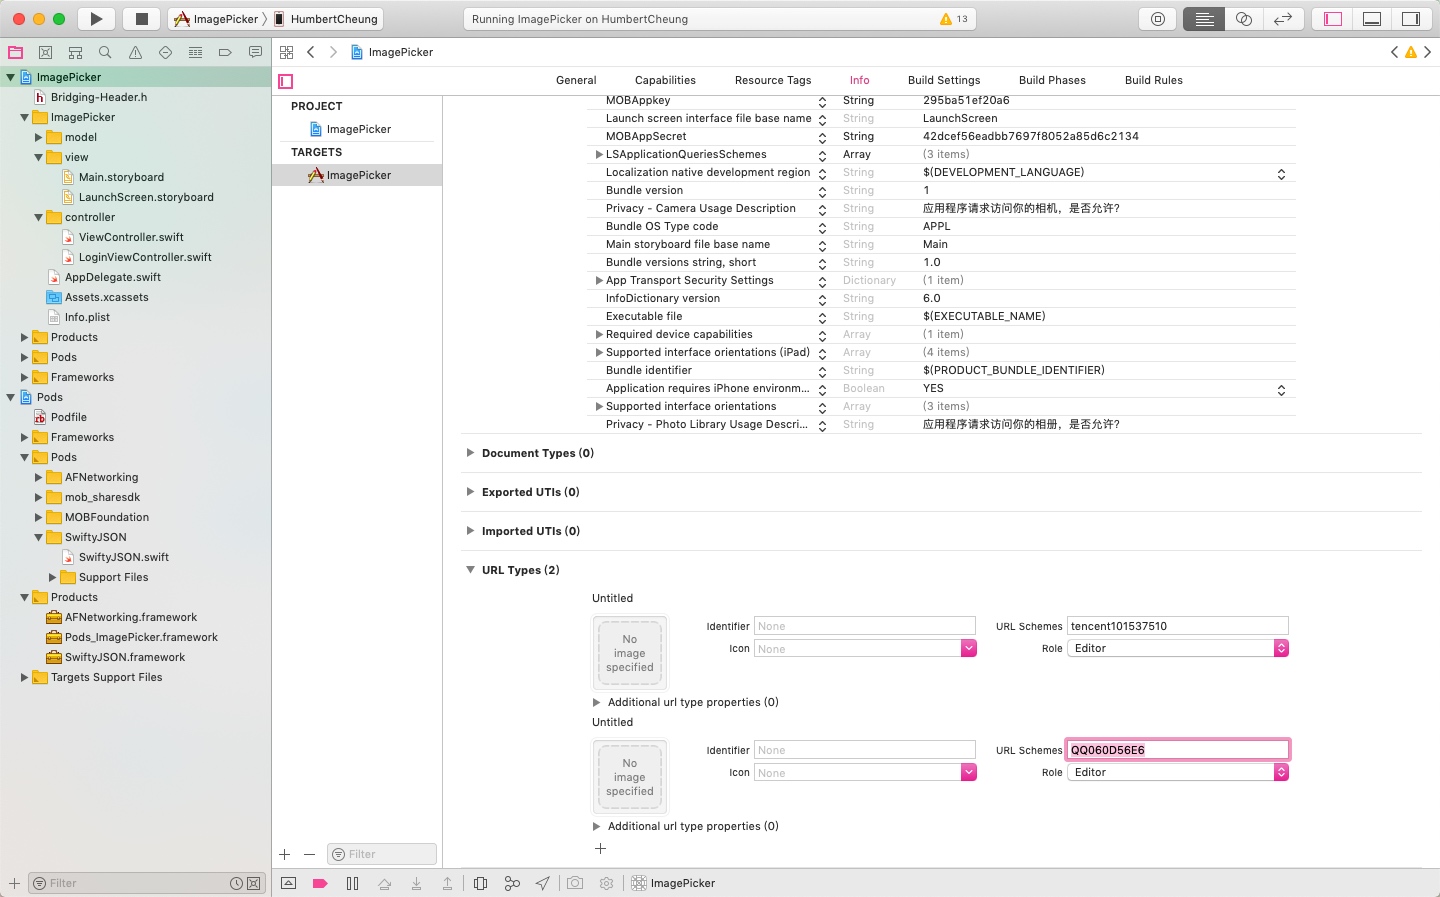 ImagePicker
HumbertCheung
Running ImagePicker on HumbertCheung
13
ImagePicker
ImagePicker
General
Capabilities
Resource Tags
Info
Build Settings
Build Phases
Build Rules
ImagePicker
Bridging-Header.h
ImagePicker
model
view
Main.storyboard
LaunchScreen.storyboard
controller
ViewController.swift
LoginViewController.swift
AppDelegate.swift
Assets.xcassets
Info.plist
Products
Pods
Frameworks
Pods
Podfile
Frameworks
Pods
AFNetworking
mob_sharesdk
MOBFoundation
SwiftyJSON
SwiftyJSON.swift
Support Files
Products
AFNetworking.framework
Pods_ImagePicker.framework
SwiftyJSON.framework
Targets Support Files
Filter
PROJECT
ImagePicker
TARGETS
ImagePicker
Filter
MOBAppkey String 295ba51ef20a6
Launch screen interface file base name String LaunchScreen
MOBAppSecret String 42dcef56eadbb7697f8052a85d6c2134
LSApplicationQueriesSchemes Array (3 items)
Localization native development region String $(DEVELOPMENT_LANGUAGE)
Bundle version String 1
Privacy - Camera Usage Description String 应用程序请求访问你的相机，是否允许?
Bundle OS Type code String APPL
Main storyboard file base name String Main
Bundle versions string, short String 1.0
App Transport Security Settings Dictionary (1 item)
InfoDictionary version String 6.0
Executable file String $(EXECUTABLE_NAME)
Required device capabilities Array (1 item)
Supported interface orientations (iPad) Array (4 items)
Bundle identifier String $(PRODUCT_BUNDLE_IDENTIFIER)
Application requires iPhone environm... Boolean YES
Supported interface orientations Array (3 items)
Privacy - Photo Library Usage Descri... String 应用程序请求访问你的相册，是否允许?
Document Types (0)
Exported UTIs (0)
Imported UTIs (0)
URL Types (2)
Untitled
No
image
specified
Identifier None URL Schemes tencent101537510
Icon None Role Editor
Additional url type properties (0)
Untitled
No
image
specified
Identifier None URL Schemes QQ060D56E6
Icon None Role Editor
Additional url type properties (0)
ImagePicker